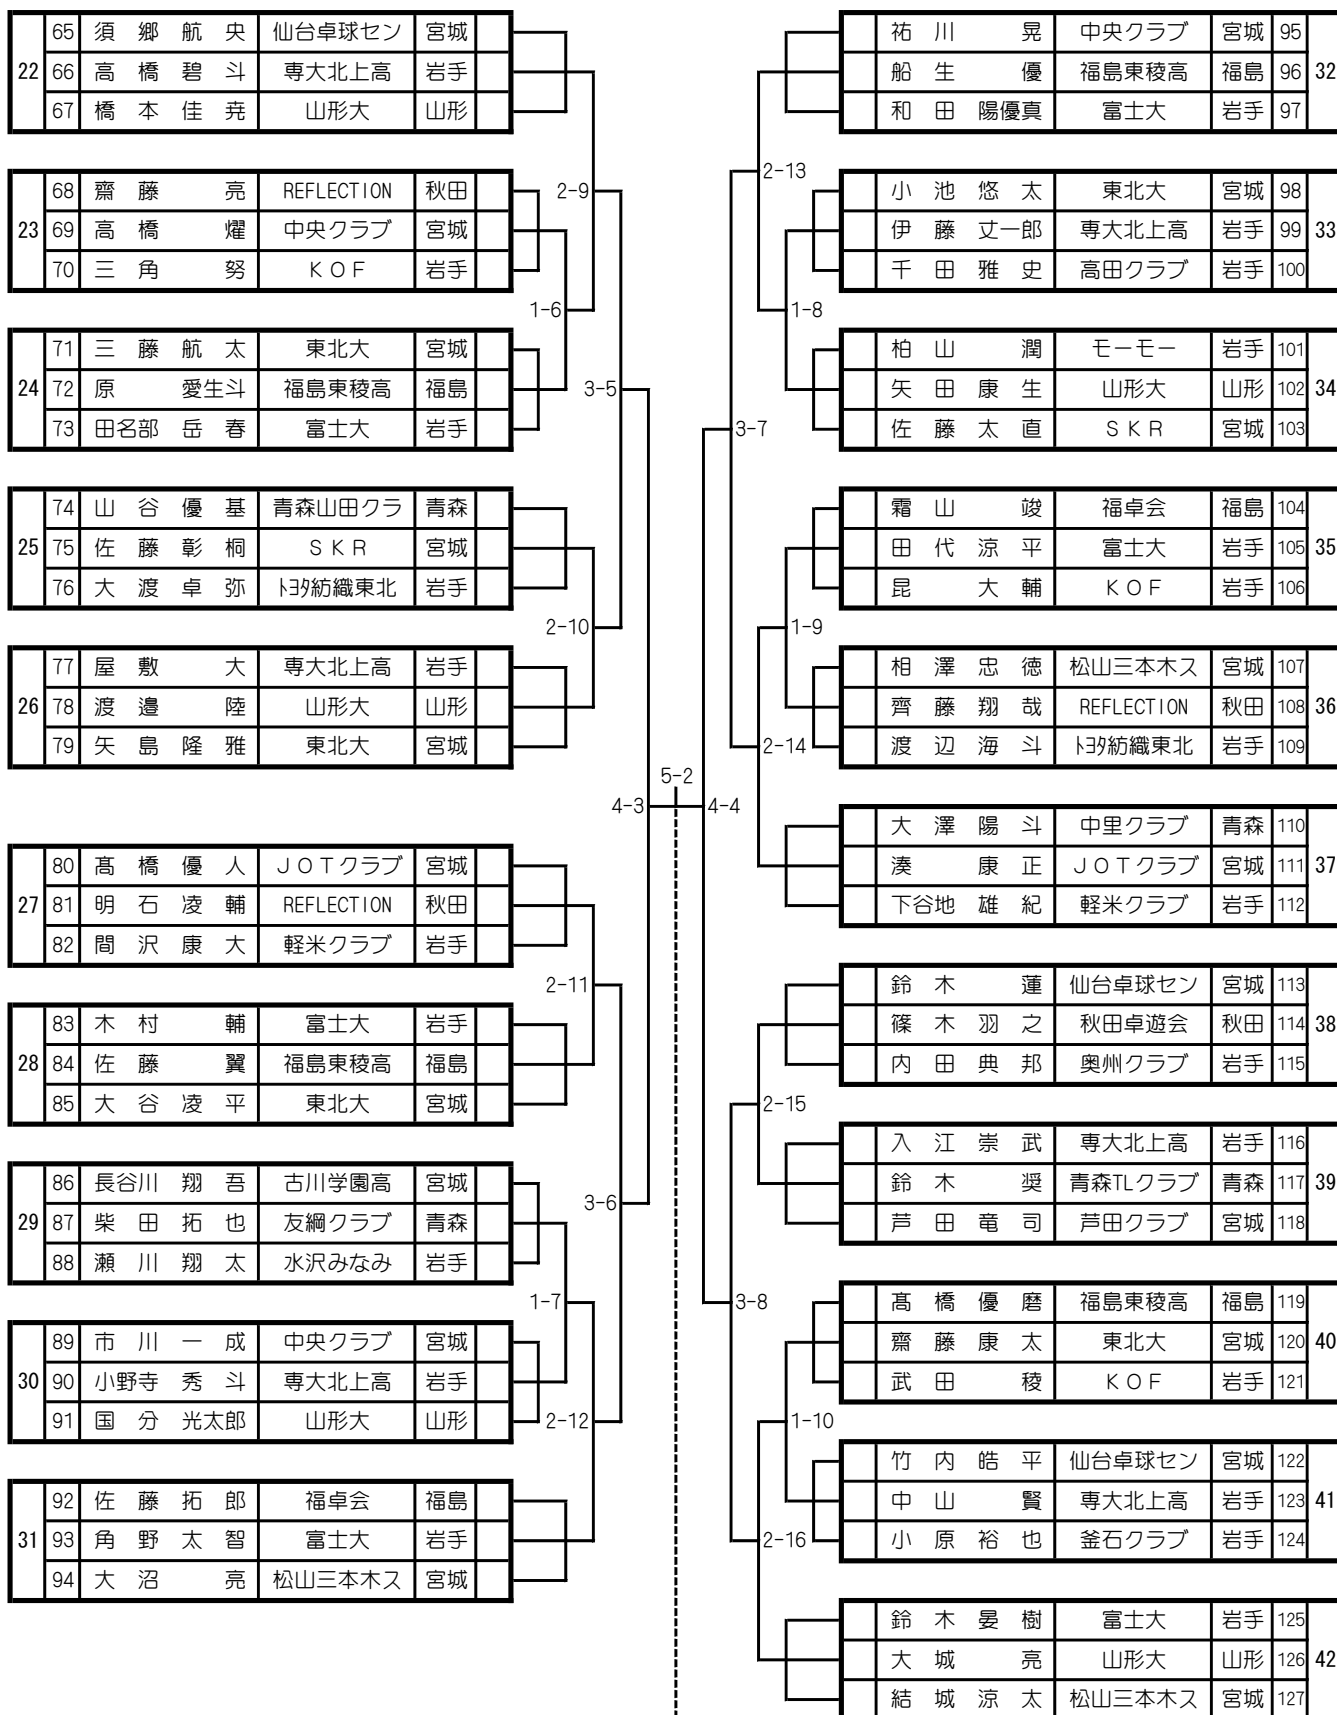 22
65 須郷航央 仙台卓球セン 宮城
66 高橋碧斗 専大北上高 岩手
67 橋本佳尭 山形大 山形
23
68 齋藤亮 REFLECTION 秋田
69 高橋燿 中央クラブ 宮城
70 三角努 KOF 岩手
24
71 三藤航太 東北大 宮城
72 原愛生斗 福島東稜高 福島
73 田名部岳春 富士大 岩手
25
74 山谷優基 青森山田クラ 青森
75 佐藤彰桐 SKR 宮城
76 大渡卓弥 ﾄﾖﾀ紡織東北 岩手
26
77 屋敷大 専大北上高 岩手
78 渡邉陸 山形大 山形
79 矢島隆雅 東北大 宮城
27
80 髙橋優人 JOTクラブ 宮城
81 明石凌輔 REFLECTION 秋田
82 間沢康大 軽米クラブ 岩手
28
83 木村輔 富士大 岩手
84 佐藤翼 福島東稜高 福島
85 大谷凌平 東北大 宮城
29
86 長谷川翔吾 古川学園高 宮城
87 柴田拓也 友綱クラブ 青森
88 瀬川翔太 水沢みなみ 岩手
30
89 市川一成 中央クラブ 宮城
90 小野寺秀斗 専大北上高 岩手
91 国分光太郎 山形大 山形
31
92 佐藤拓郎 福卓会 福島
93 角野太智 富士大 岩手
94 大沼亮 松山三本木ス 宮城
2-9
1-6
3-5
2-10
4-3
2-11
3-6
1-7
2-12
5-2
4-4
2-13
1-8
3-7
1-9
2-14
2-15
3-8
1-10
2-16
祐川晃 中央クラブ 宮城 95
船生優 福島東稜高 福島 96
和田陽優真 富士大 岩手 97
32
小池悠太 東北大 宮城 98
伊藤丈一郎 専大北上高 岩手 99
千田雅史 高田クラブ 岩手 100
33
柏山潤 モーモー 岩手 101
矢田康生 山形大 山形 102
佐藤太直 SKR 宮城 103
34
霜山竣 福卓会 福島 104
田代涼平 富士大 岩手 105
昆大輔 KOF 岩手 106
35
相澤忠徳 松山三本木ス 宮城 107
齊藤翔哉 REFLECTION 秋田 108
渡辺海斗 ﾄﾖﾀ紡織東北 岩手 109
36
大澤陽斗 中里クラブ 青森 110
湊康正 JOTクラブ 宮城 111
下谷地雄紀 軽米クラブ 岩手 112
37
鈴木蓮 仙台卓球セン 宮城 113
篠木羽之 秋田卓遊会 秋田 114
内田典邦 奥州クラブ 岩手 115
38
入江崇武 専大北上高 岩手 116
鈴木奨 青森TLクラブ 青森 117
芦田竜司 芦田クラブ 宮城 118
39
髙橋優磨 福島東稜高 福島 119
齋藤康太 東北大 宮城 120
武田稜 KOF 岩手 121
40
竹内皓平 仙台卓球セン 宮城 122
中山賢 専大北上高 岩手 123
小原裕也 釜石クラブ 岩手 124
41
鈴木晏樹 富士大 岩手 125
大城亮 山形大 山形 126
結城涼太 松山三本木ス 宮城 127
42